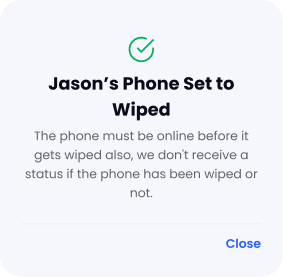 Jason’s Phone Set to
Wiped
The phone must be online before it
gets wiped also, we don't receive a
status if the phone has been wiped or
not.
Close